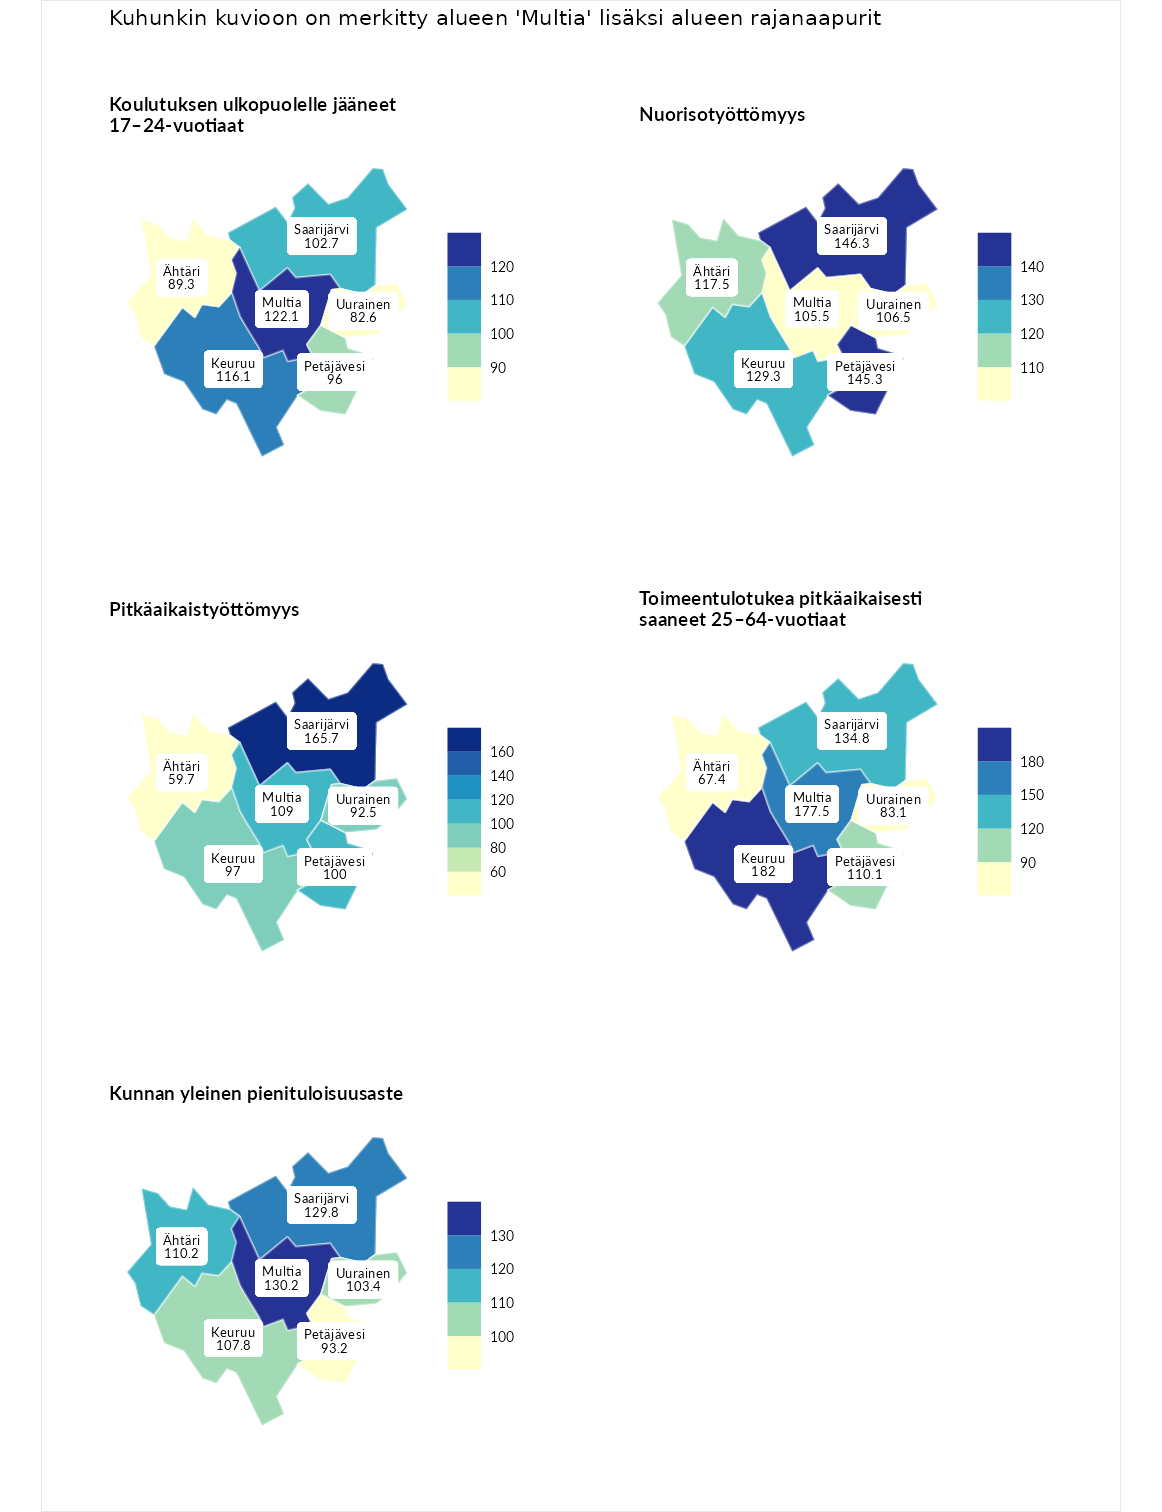 Kuhunkin kuvioon on merkitty alueen 'Multia' lisäksi alueen rajanaapurit
Koulutuksen ulkopuolelle jääneet
17–24-vuotiaat
Saarijärvi
102.7
Ähtäri
89.3
Multia
122.1
Uurainen
82.6
Keuruu
116.1
Petäjävesi
96
120
110
100
90
Nuorisotyöttömyys
Saarijärvi
146.3
Ähtäri
117.5
Multia
105.5
Uurainen
106.5
Keuruu
129.3
Petäjävesi
145.3
140
130
120
110
Pitkäaikaistyöttömyys
Saarijärvi
165.7
Ähtäri
59.7
Multia
109
Uurainen
92.5
Keuruu
97
Petäjävesi
100
160
140
120
100
80
60
Toimeentulotukea pitkäaikaisesti
saaneet 25–64-vuotiaat
Saarijärvi
134.8
Ähtäri
67.4
Multia
177.5
Uurainen
83.1
Keuruu
182
Petäjävesi
110.1
180
150
120
90
Kunnan yleinen pienituloisuusaste
Saarijärvi
129.8
Ähtäri
110.2
Multia
130.2
Uurainen
103.4
Keuruu
107.8
Petäjävesi
93.2
130
120
110
100